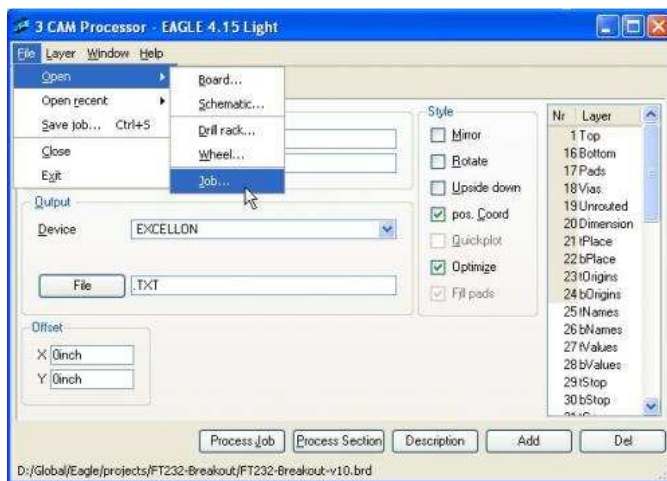 3 CAM Processor - EAGLE 4.15 Light
File Layer Window Help
Open
Open recent
Save job... Ctrl+S
Close
Exit
Board...
Schematic...
Drill rack...
Wheel...
Job...
Output
Device EXCELLON
File .TXT
Offset
X 0inch
Y 0inch
Style
Mirror
Rotate
Upside down
pos. Coord
Quickplot
Optimize
Fill pads
Nr Layer
1 Top
16 Bottom
17 Pads
18 Vias
19 Unrouted
20 Dimension
21 tPlace
22 bPlace
23 tOrigins
24 bOrigins
25 tNames
26 bNames
27 tValues
28 bValues
29 tStop
30 bStop
Process Job Process Section Description Add Del
D:/Global/Eagle/projects/FT232-Breakout/FT232-Breakout-v10.brd